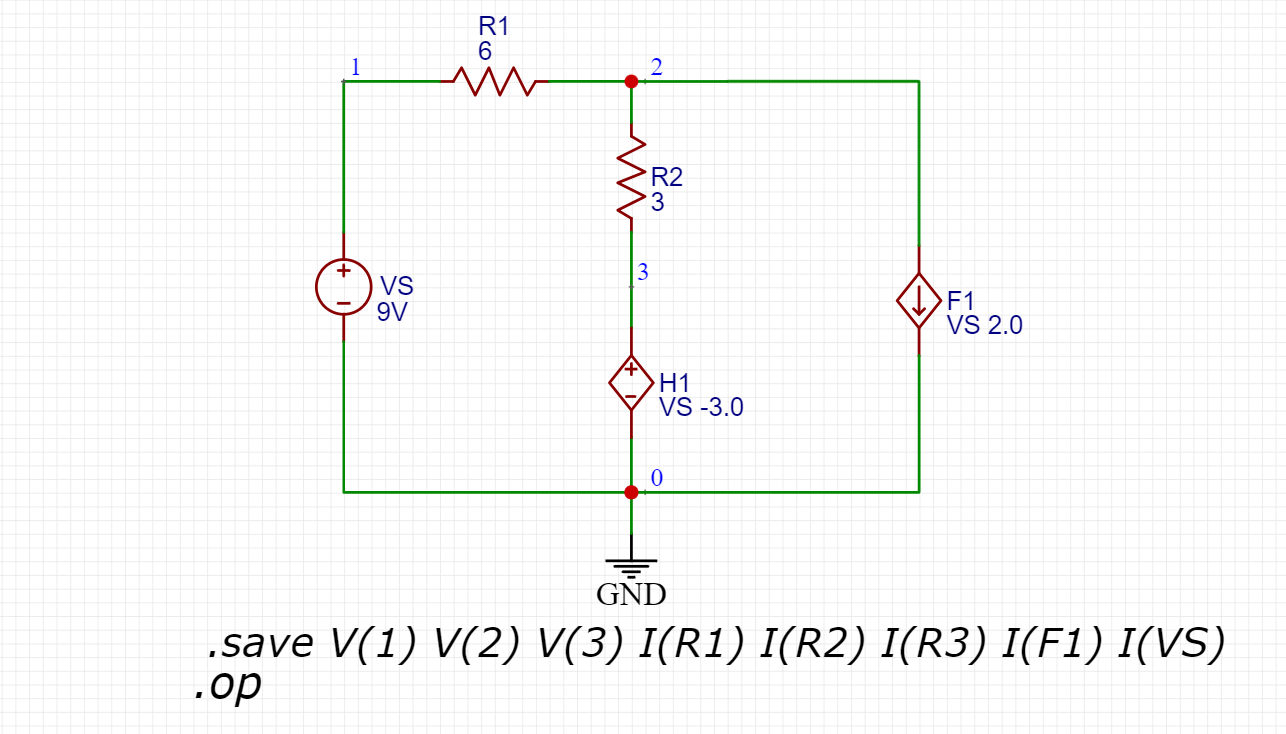 R1
6
1
2
R2
3
3
+
−
VS
9V
F1
VS 2.0
+
−
H1
VS -3.0
0
GND
.save V(1) V(2) V(3) I(R1) I(R2) I(R3) I(F1) I(VS)
.op